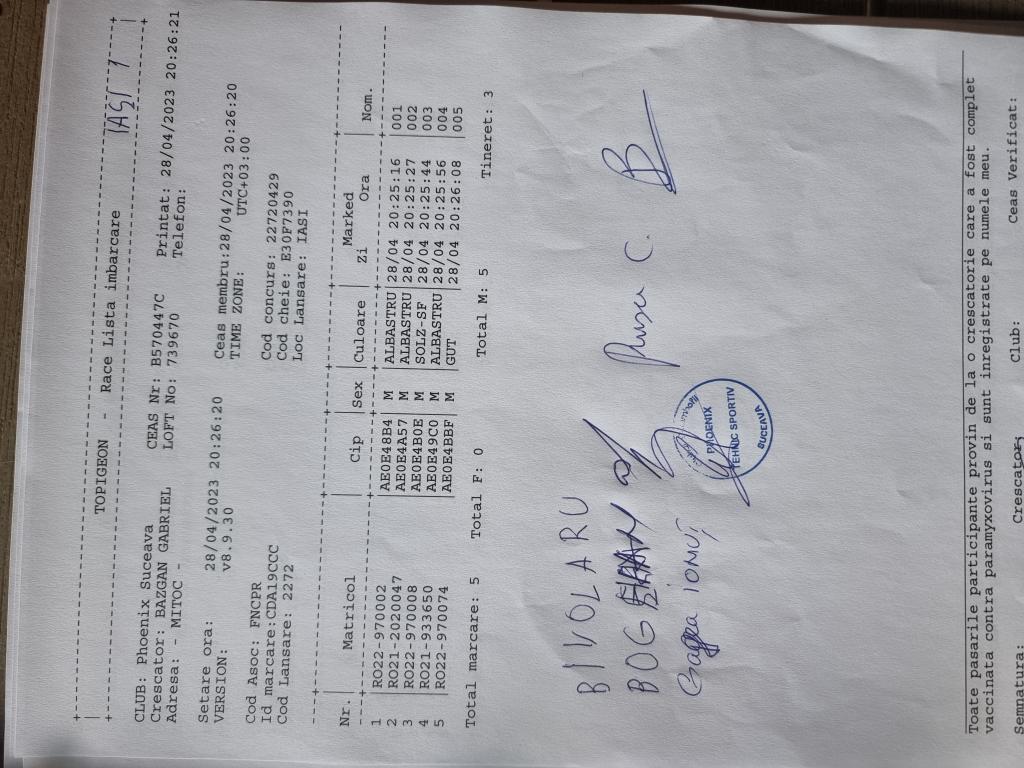 +-----------------------------------------------------------------------+
| TOPIGEON - Race Lista imbarcare IASI 1 |
+-----------------------------------------------------------------------+
CLUB: Phoenix Suceava
Crescator: BAZGAN GABRIEL CEAS Nr: B570447C Printat: 28/04/2023 20:26:21
Adresa: - MITOC - LOFT No: 739670 Telefon:
Setare ora: 28/04/2023 20:26:20 Ceas membru:28/04/2023 20:26:20
VERSION: v8.9.30 TIME ZONE: UTC+03:00
Cod Asoc: FNCPR Cod concurs: 22720429
Id marcare:CDA19CCC Cod cheie: E30F7390
Cod Lansare: 2272 Loc Lansare: IASI
Marked
Nr.| Matricol | Cip |Sex |Culoare | Zi Ora | Nom.
1 |RO22-970002 |AE0E48B4| M |ALBASTRU|28/04 20:25:16 |001
2 |RO21-2020047 |AE0E4A57| M |ALBASTRU|28/04 20:25:27 |002
3 |RO22-970008 |AE0E4B0E| M |SOLZ-SF |28/04 20:25:44 |003
4 |RO21-933650 |AE0E49C0| M |ALBASTRU|28/04 20:25:56 |004
5 |RO22-970074 |AE0E4BBF| M |GUT |28/04 20:26:08 |005
Total marcare: 5 Total F: 0 Total M: 5 Tineret: 3
BIVOLARU
BOG
IONUȚ
C.
PHOENIX
TEHNIC SPORTIV
SUCEAVA
Toate pasarile participante provin de la o crescatorie care a fost complet
vaccinata contra paramyxovirus si sunt inregistrate pe numele meu.
Semnatura: Crescator: Club: Ceas Verificat: